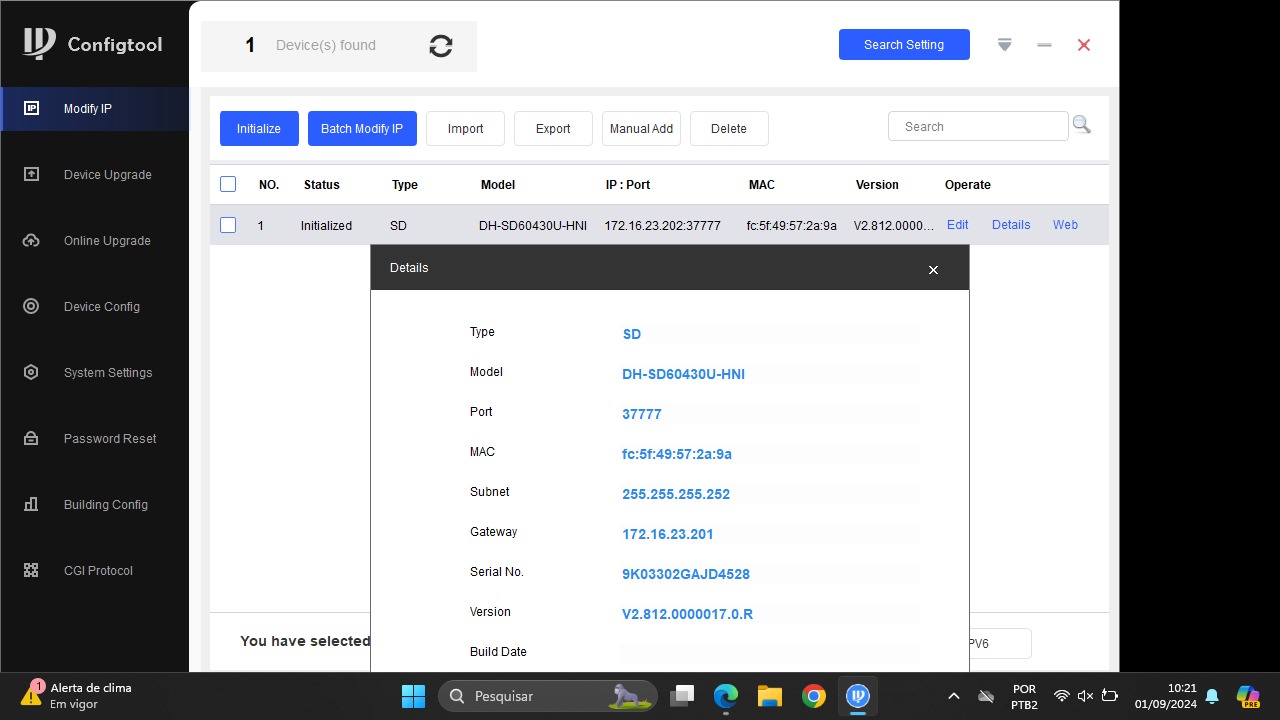 Configtool
1 Device(s) found
Search Setting
Modify IP
Device Upgrade
Online Upgrade
Device Config
System Settings
Password Reset
Building Config
CGI Protocol
Initialize Batch Modify IP Import Export Manual Add Delete Search
NO. Status Type Model IP : Port MAC Version Operate
1 Initialized SD DH-SD60430U-HNI 172.16.23.202:37777 fc:5f:49:57:2a:9a V2.812.0000... Edit Details Web
Details
Type SD
Model DH-SD60430U-HNI
Port 37777
MAC fc:5f:49:57:2a:9a
Subnet 255.255.255.252
Gateway 172.16.23.201
Serial No. 9K03302GAJD4528
Version V2.812.0000017.0.R
Build Date
You have selected
PV6
1
Alerta de clima
Em vigor
Pesquisar
POR
PTB2
10:21
01/09/2024
PRE